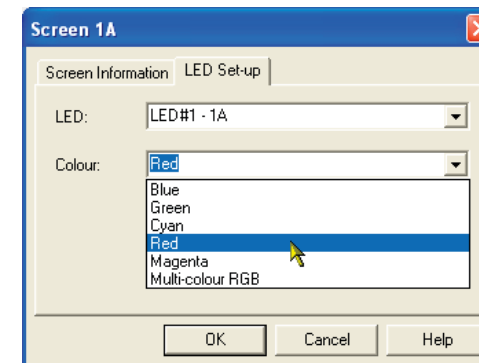 Screen 1A
Screen Information LED Set-up
LED: LED#1 - 1A
Colour: Red
Blue
Green
Cyan
Red
Magenta
Multi-colour RGB
OK Cancel Help